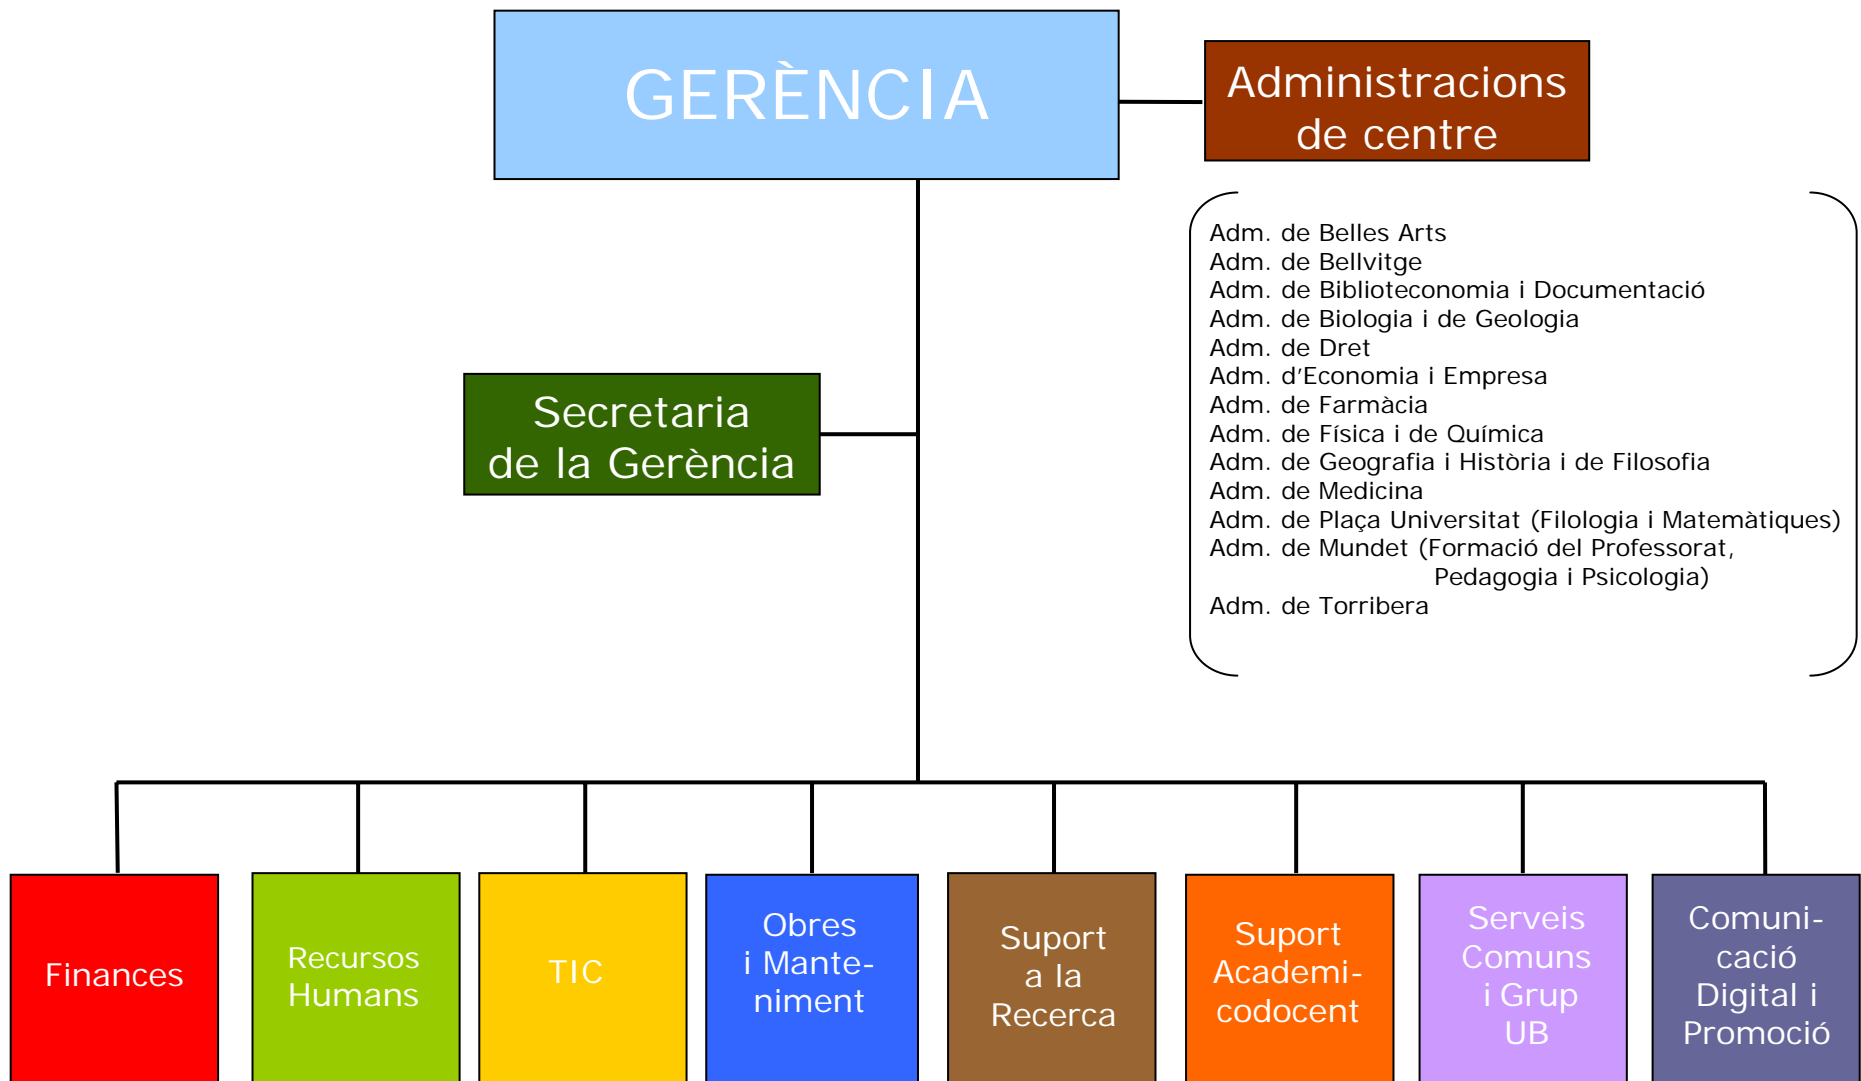 GERÈNCIA
Administracions
de centre
Adm. de Belles Arts
Adm. de Bellvitge
Adm. de Biblioteconomia i Documentació
Adm. de Biologia i de Geologia
Adm. de Dret
Adm. d’Economia i Empresa
Adm. de Farmàcia
Adm. de Física i de Química
Adm. de Geografia i Història i de Filosofia
Adm. de Medicina
Adm. de Plaça Universitat (Filologia i Matemàtiques)
Adm. de Mundet (Formació del Professorat,
Pedagogia i Psicologia)
Adm. de Torribera
Secretaria
de la Gerència
Finances
Recursos
Humans
TIC
Obres
i Mante-
niment
Suport
a la
Recerca
Suport
Academi-
codocent
Serveis
Comuns
i Grup
UB
Comuni-
cació
Digital i
Promoció